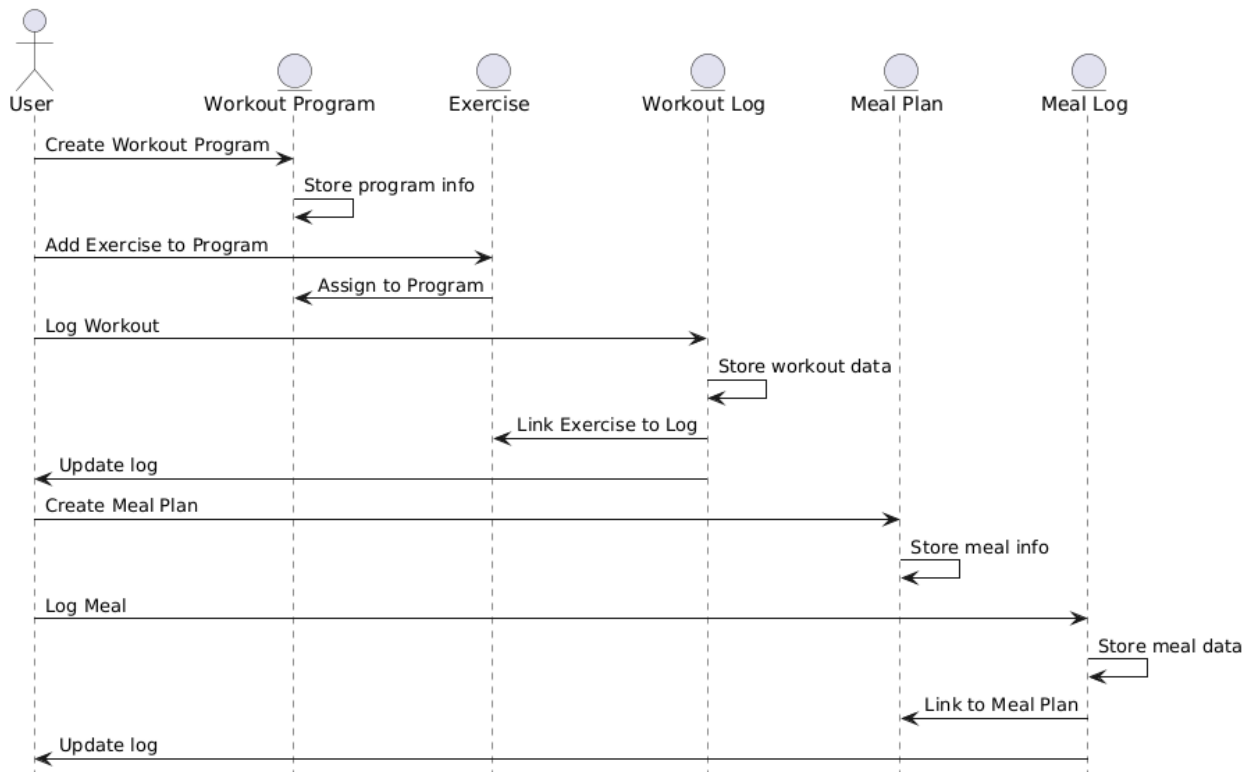 User
Workout Program
Exercise
Workout Log
Meal Plan
Meal Log
Create Workout Program
Store program info
Add Exercise to Program
Assign to Program
Log Workout
Store workout data
Link Exercise to Log
Update log
Create Meal Plan
Store meal info
Log Meal
Store meal data
Link to Meal Plan
Update log